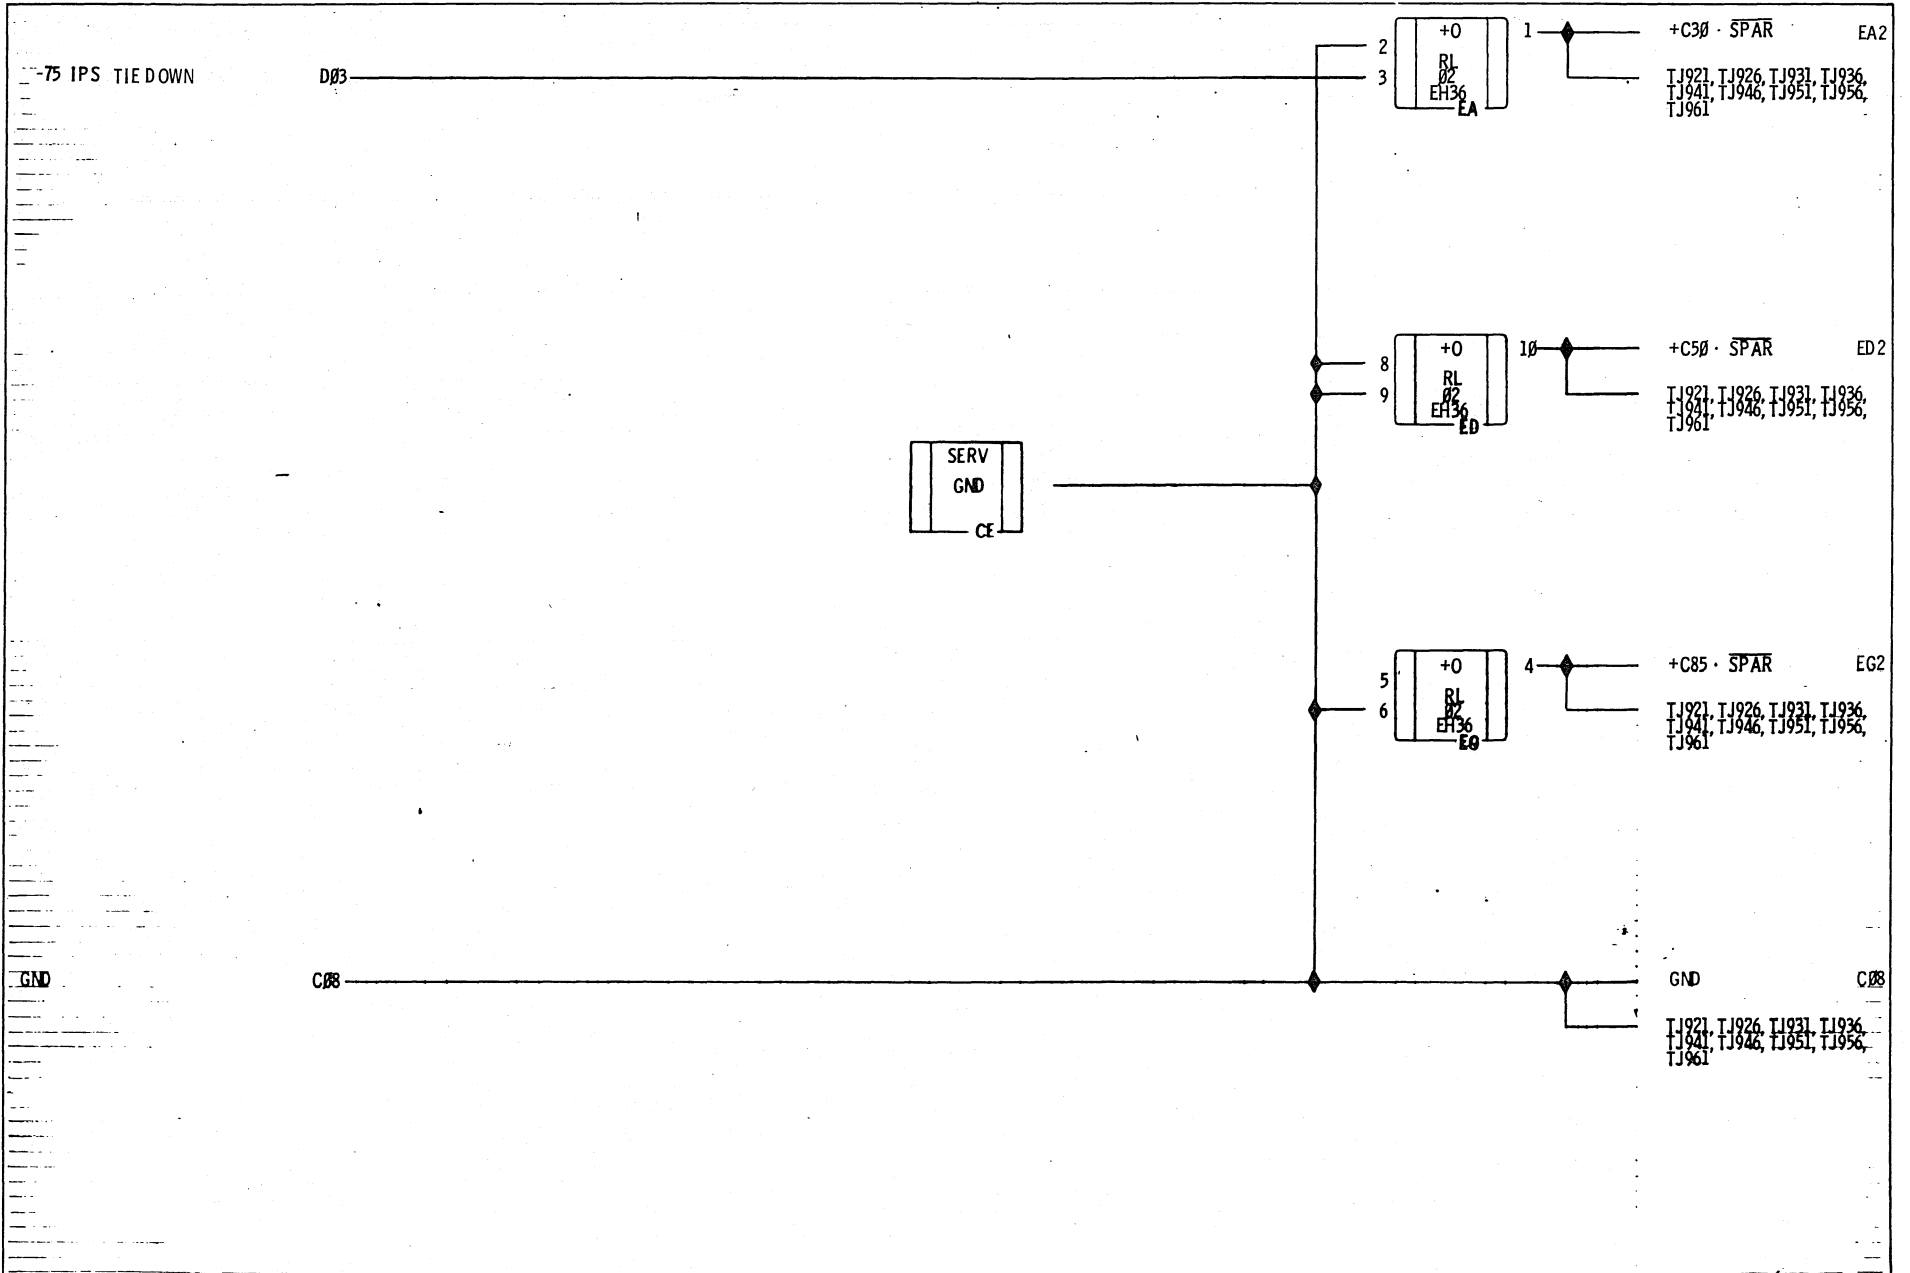 +O 1 +C3Ø · SPAR EA2
2
-75 IPS TIE DOWN DØ3 3 RL TJ921, TJ926, TJ931, TJ936,
Ø2 TJ941, TJ946, TJ951, TJ956,
EH36 TJ961
EA
+O 1Ø +C5Ø · SPAR ED2
8
RL
9 Ø2 TJ921, TJ926, TJ931, TJ936,
EH36 TJ941, TJ946, TJ951, TJ956,
ED TJ961
SERV
GND
CE
+O 4 +C85 · SPAR EG2
5
RL
6 Ø2 TJ921, TJ926, TJ931, TJ936,
EH36 TJ941, TJ946, TJ951, TJ956,
TJ961
GND CØ8 GND CØ8
TJ921, TJ926, TJ931, TJ936,
TJ941, TJ946, TJ951, TJ956,
TJ961